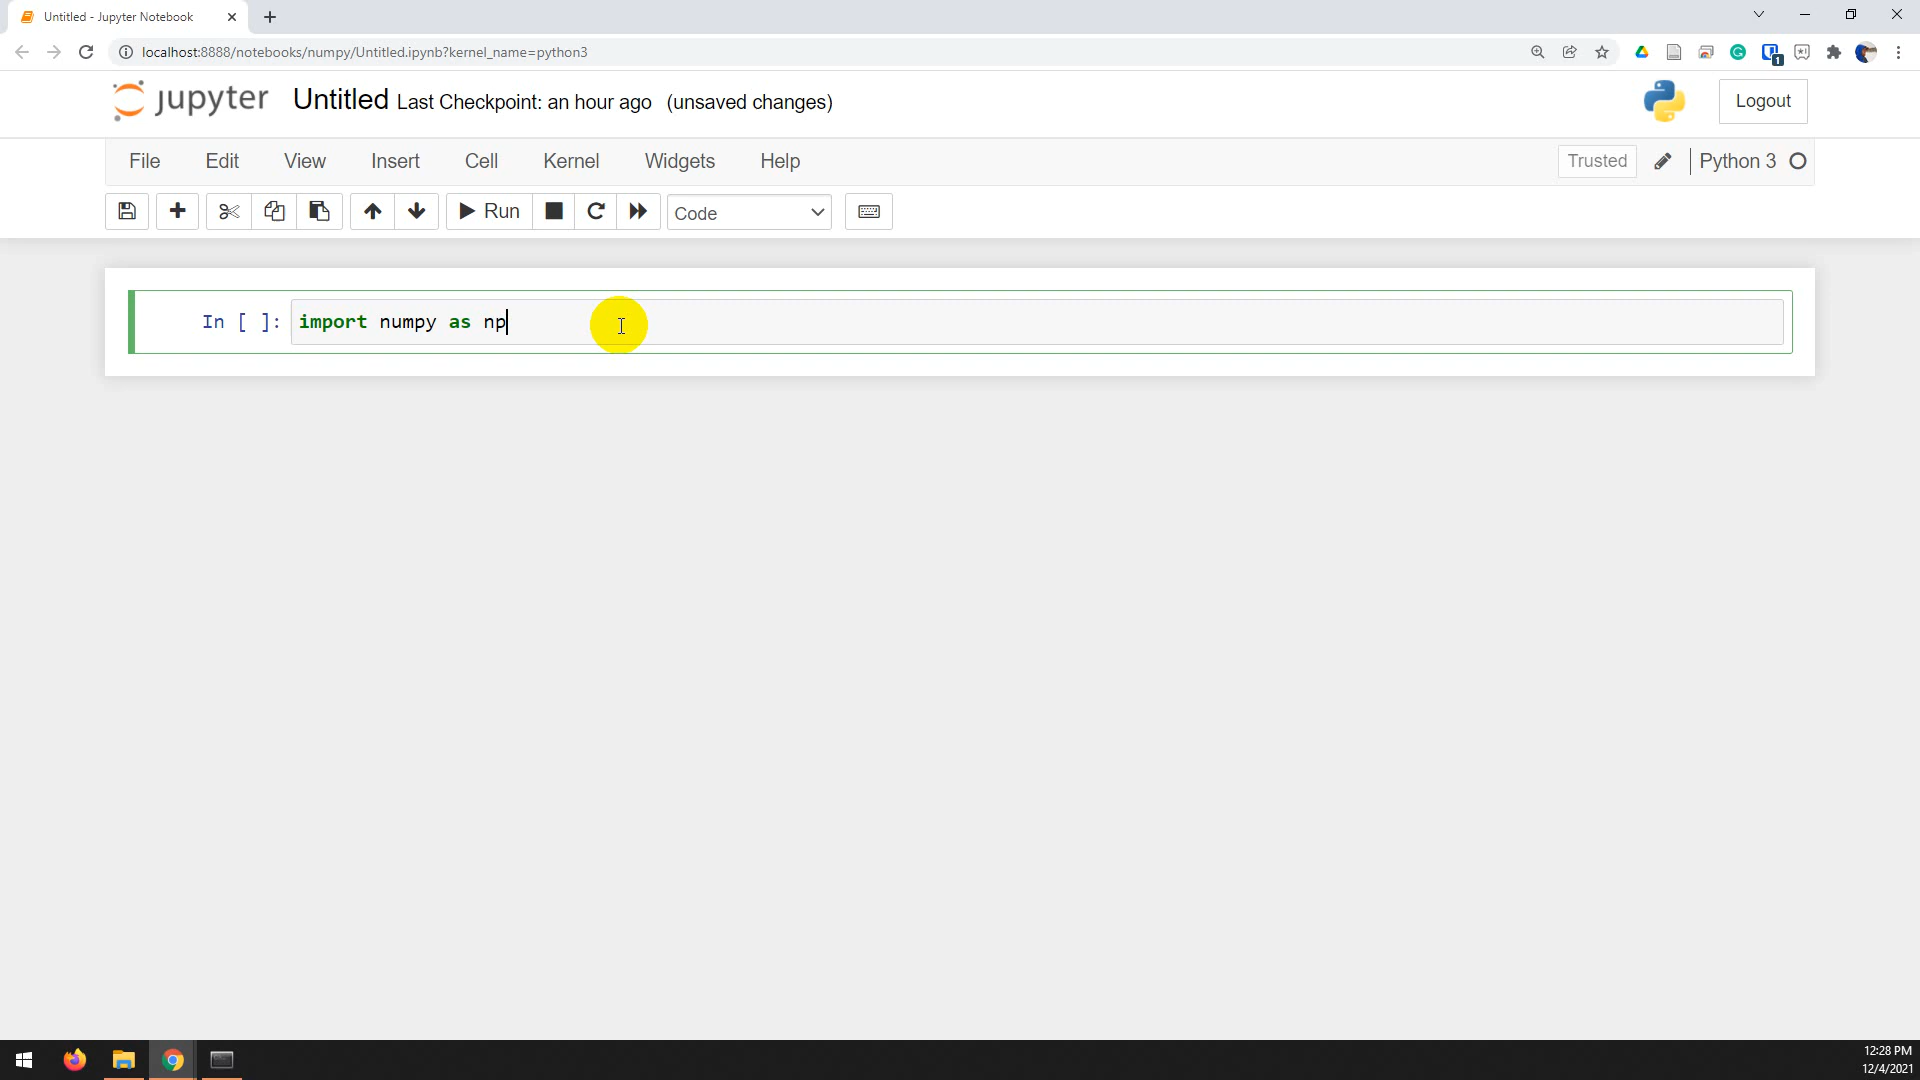 Untitled - Jupyter Notebook
localhost:8888/notebooks/numpy/Untitled.ipynb?kernel_name=python3
1
jupyter Untitled Last Checkpoint: an hour ago (unsaved changes)
Logout
File Edit View Insert Cell Kernel Widgets Help
Trusted Python 3
Run Code
In [ ]: import numpy as np
12:28 PM
12/4/2021